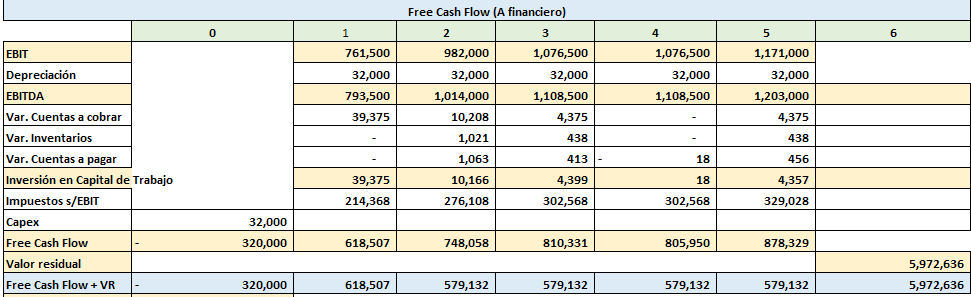 Free Cash Flow (A financiero)
0 1 2 3 4 5 6
EBIT 761,500 982,000 1,076,500 1,076,500 1,171,000
Depreciación 32,000 32,000 32,000 32,000 32,000
EBITDA 793,500 1,014,000 1,108,500 1,108,500 1,203,000
Var. Cuentas a cobrar 39,375 10,208 4,375 - 4,375
Var. Inventarios - 1,021 438 - 438
Var. Cuentas a pagar - 1,063 413 - 18 456
Inversión en Capital de Trabajo 39,375 10,166 4,399 18 4,357
Impuestos s/EBIT 214,368 276,108 302,568 302,568 329,028
Capex 32,000
Free Cash Flow - 320,000 618,507 748,058 810,331 805,950 878,329
Valor residual 5,972,636
Free Cash Flow + VR - 320,000 618,507 579,132 579,132 579,132 579,132 5,972,636